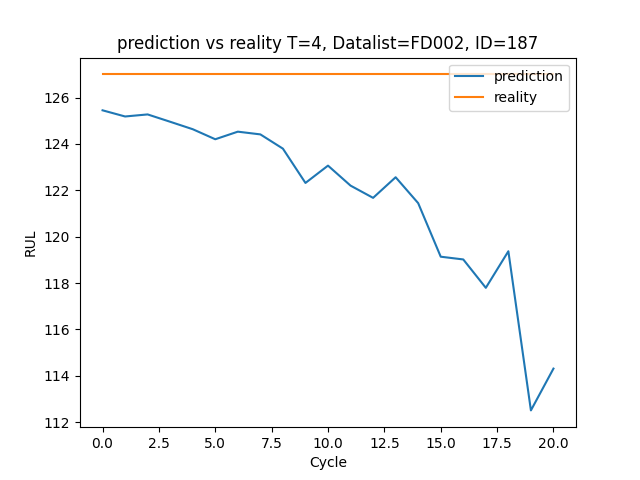 prediction vs reality T=4, Datalist=FD002, ID=187
prediction
reality
126
124
122
120
118
116
114
112
RUL
0.0 2.5 5.0 7.5 10.0 12.5 15.0 17.5 20.0
Cycle